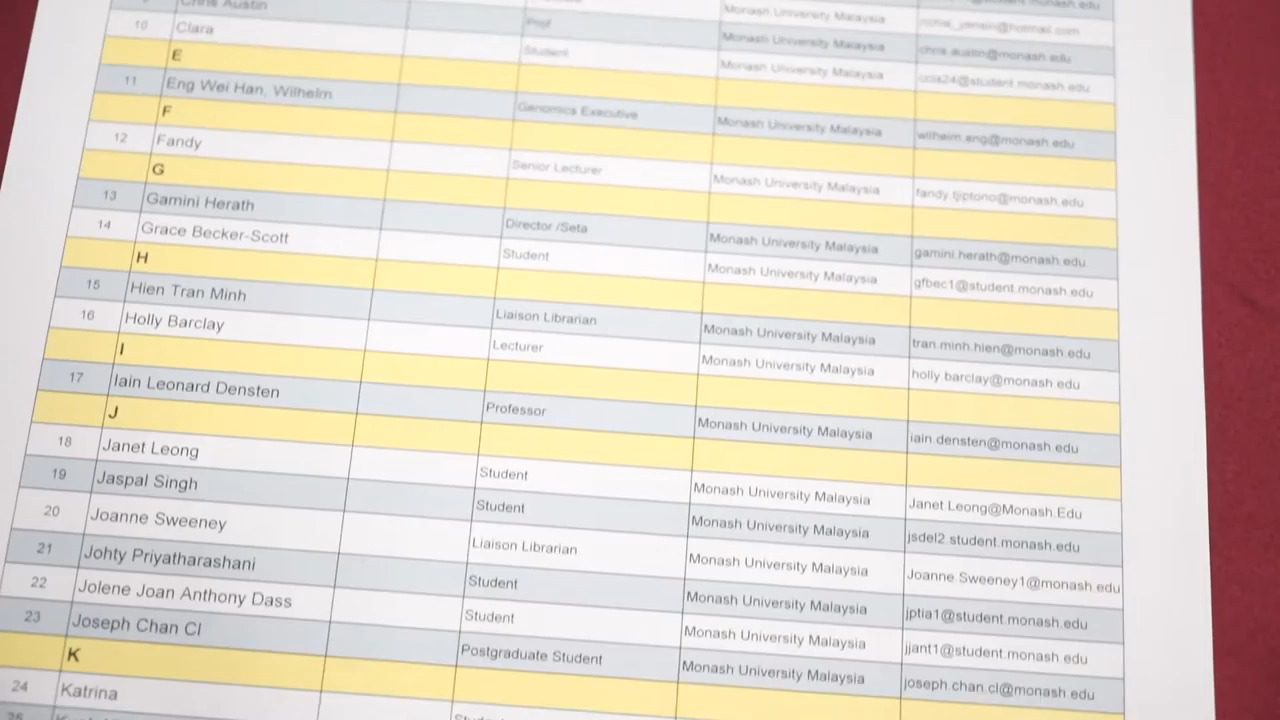 Chris Austin Prof Monash University Malaysia chris.austin@monash.edu
10 Clara Student Monash University Malaysia
E
11 Eng Wei Han, Wilhelm Genomics Executive Monash University Malaysia wilhelm.eng@monash.edu
F
12 Fandy Senior Lecturer Monash University Malaysia fandy.tjiptono@monash.edu
G
13 Gamini Herath Director /Seta Monash University Malaysia gamini.herath@monash.edu
14 Grace Becker-Scott Student Monash University Malaysia gfbec1@student.monash.edu
H
15 Hien Tran Minh Liaison Librarian Monash University Malaysia tran.minh.hien@monash.edu
16 Holly Barclay Lecturer Monash University Malaysia holly.barclay@monash.edu
I
17 Iain Leonard Densten Professor Monash University Malaysia iain.densten@monash.edu
J
18 Janet Leong Student Monash University Malaysia Janet.Leong@Monash.Edu
19 Jaspal Singh Student Monash University Malaysia jsdel2.student.monash.edu
20 Joanne Sweeney Liaison Librarian Monash University Malaysia Joanne.Sweeney1@monash.edu
21 Johty Priyatharashani Student Monash University Malaysia jptia1@student.monash.edu
22 Jolene Joan Anthony Dass Student Monash University Malaysia jjant1@student.monash.edu
23 Joseph Chan CI Postgraduate Student Monash University Malaysia joseph.chan.cl@monash.edu
K
24 Katrina